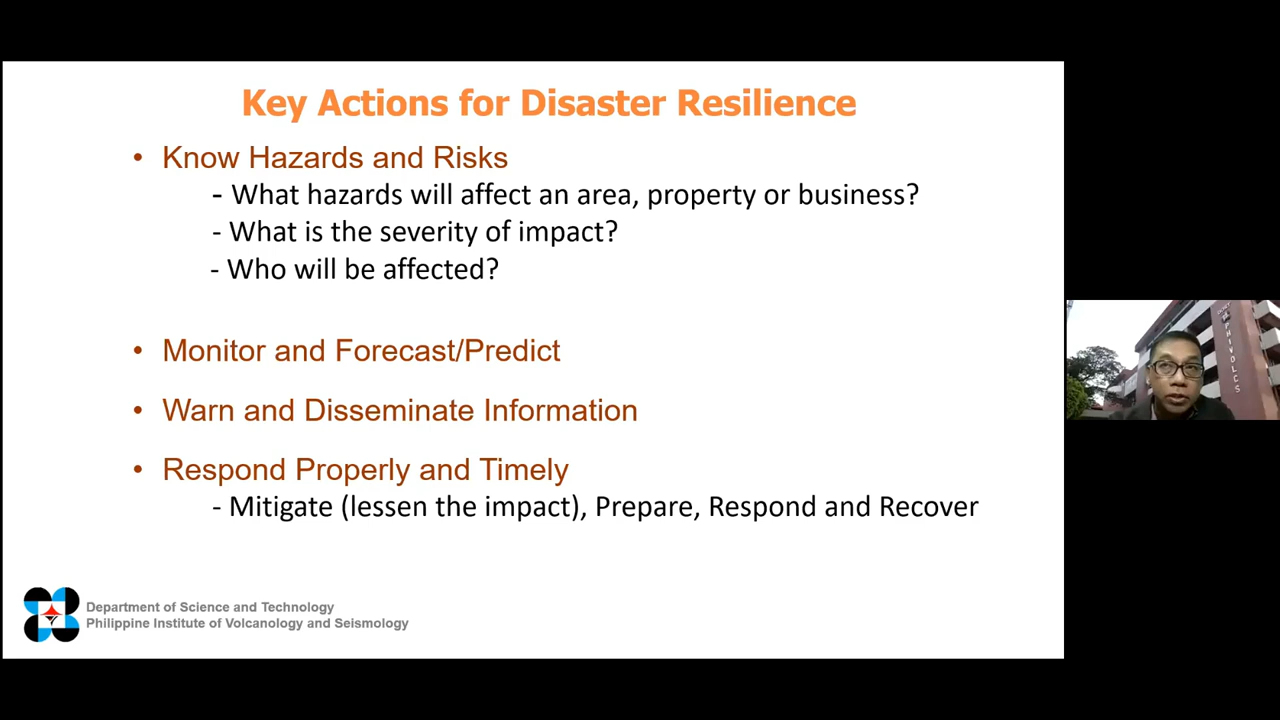 Key Actions for Disaster Resilience
• Know Hazards and Risks
- What hazards will affect an area, property or business?
- What is the severity of impact?
- Who will be affected?
• Monitor and Forecast/Predict
• Warn and Disseminate Information
• Respond Properly and Timely
- Mitigate (lessen the impact), Prepare, Respond and Recover
Department of Science and Technology
Philippine Institute of Volcanology and Seismology
PHIVOLCS